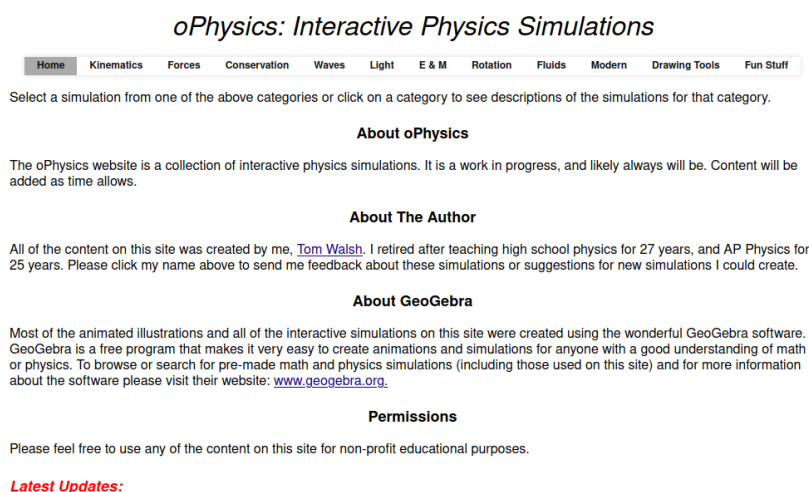 oPhysics: Interactive Physics Simulations
Home Kinematics Forces Conservation Waves Light E & M Rotation Fluids Modern Drawing Tools Fun Stuff
Select a simulation from one of the above categories or click on a category to see descriptions of the simulations for that category.
About oPhysics
The oPhysics website is a collection of interactive physics simulations. It is a work in progress, and likely always will be. Content will be
added as time allows.
About The Author
All of the content on this site was created by me, Tom Walsh. I retired after teaching high school physics for 27 years, and AP Physics for
25 years. Please click my name above to send me feedback about these simulations or suggestions for new simulations I could create.
About GeoGebra
Most of the animated illustrations and all of the interactive simulations on this site were created using the wonderful GeoGebra software.
GeoGebra is a free program that makes it very easy to create animations and simulations for anyone with a good understanding of math
or physics. To browse or search for pre-made math and physics simulations (including those used on this site) and for more information
about the software please visit their website: www.geogebra.org.
Permissions
Please feel free to use any of the content on this site for non-profit educational purposes.
Latest Updates: